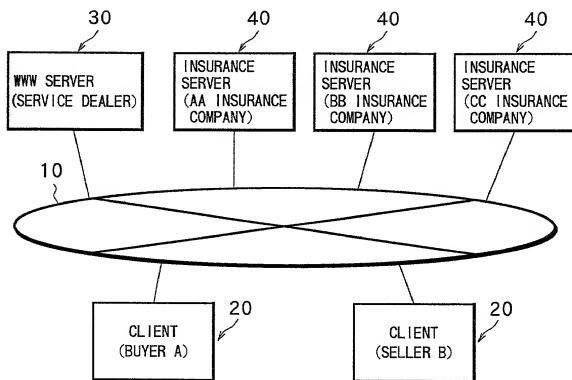 30
40
40
40
WWW SERVER
(SERVICE DEALER)
INSURANCE
SERVER
(AA INSURANCE
COMPANY)
INSURANCE
SERVER
(BB INSURANCE
COMPANY)
INSURANCE
SERVER
(CC INSURANCE
COMPANY)
10
CLIENT
(BUYER A)
20
CLIENT
(SELLER B)
20